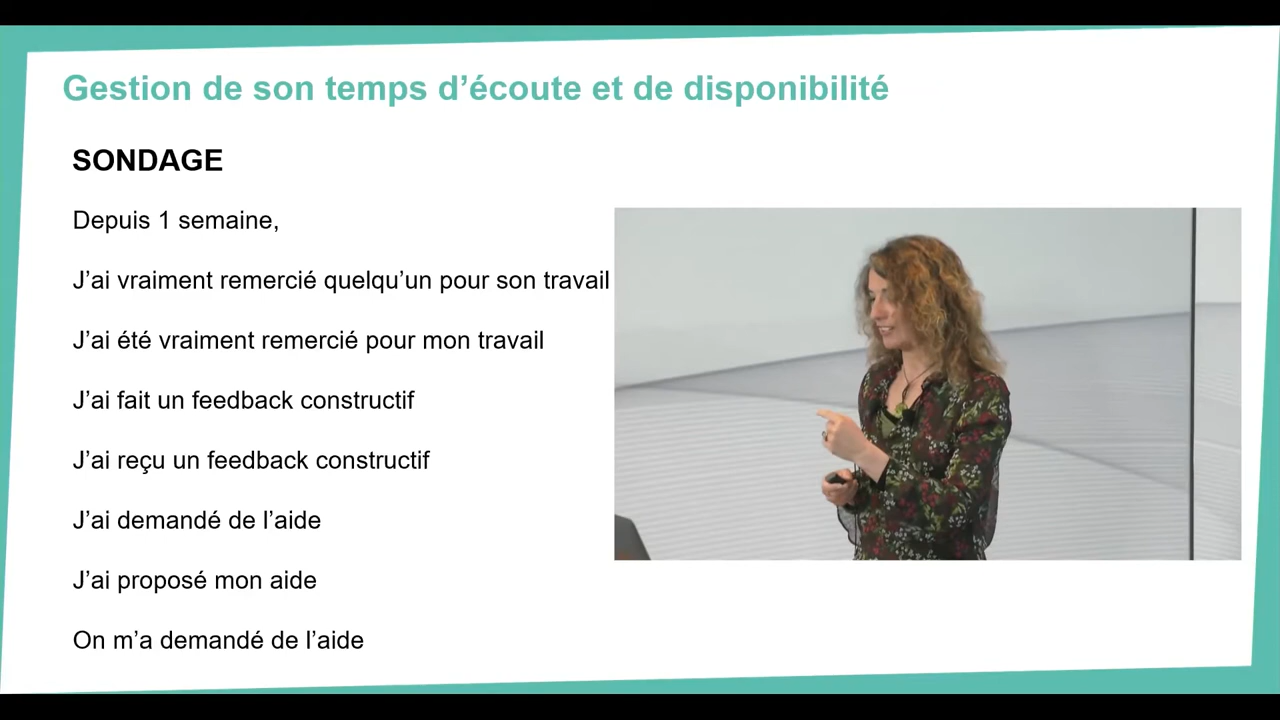 Gestion de son temps d’écoute et de disponibilité
SONDAGE
Depuis 1 semaine,
J’ai vraiment remercié quelqu’un pour son travail
J’ai été vraiment remercié pour mon travail
J’ai fait un feedback constructif
J’ai reçu un feedback constructif
J’ai demandé de l’aide
J’ai proposé mon aide
On m’a demandé de l’aide